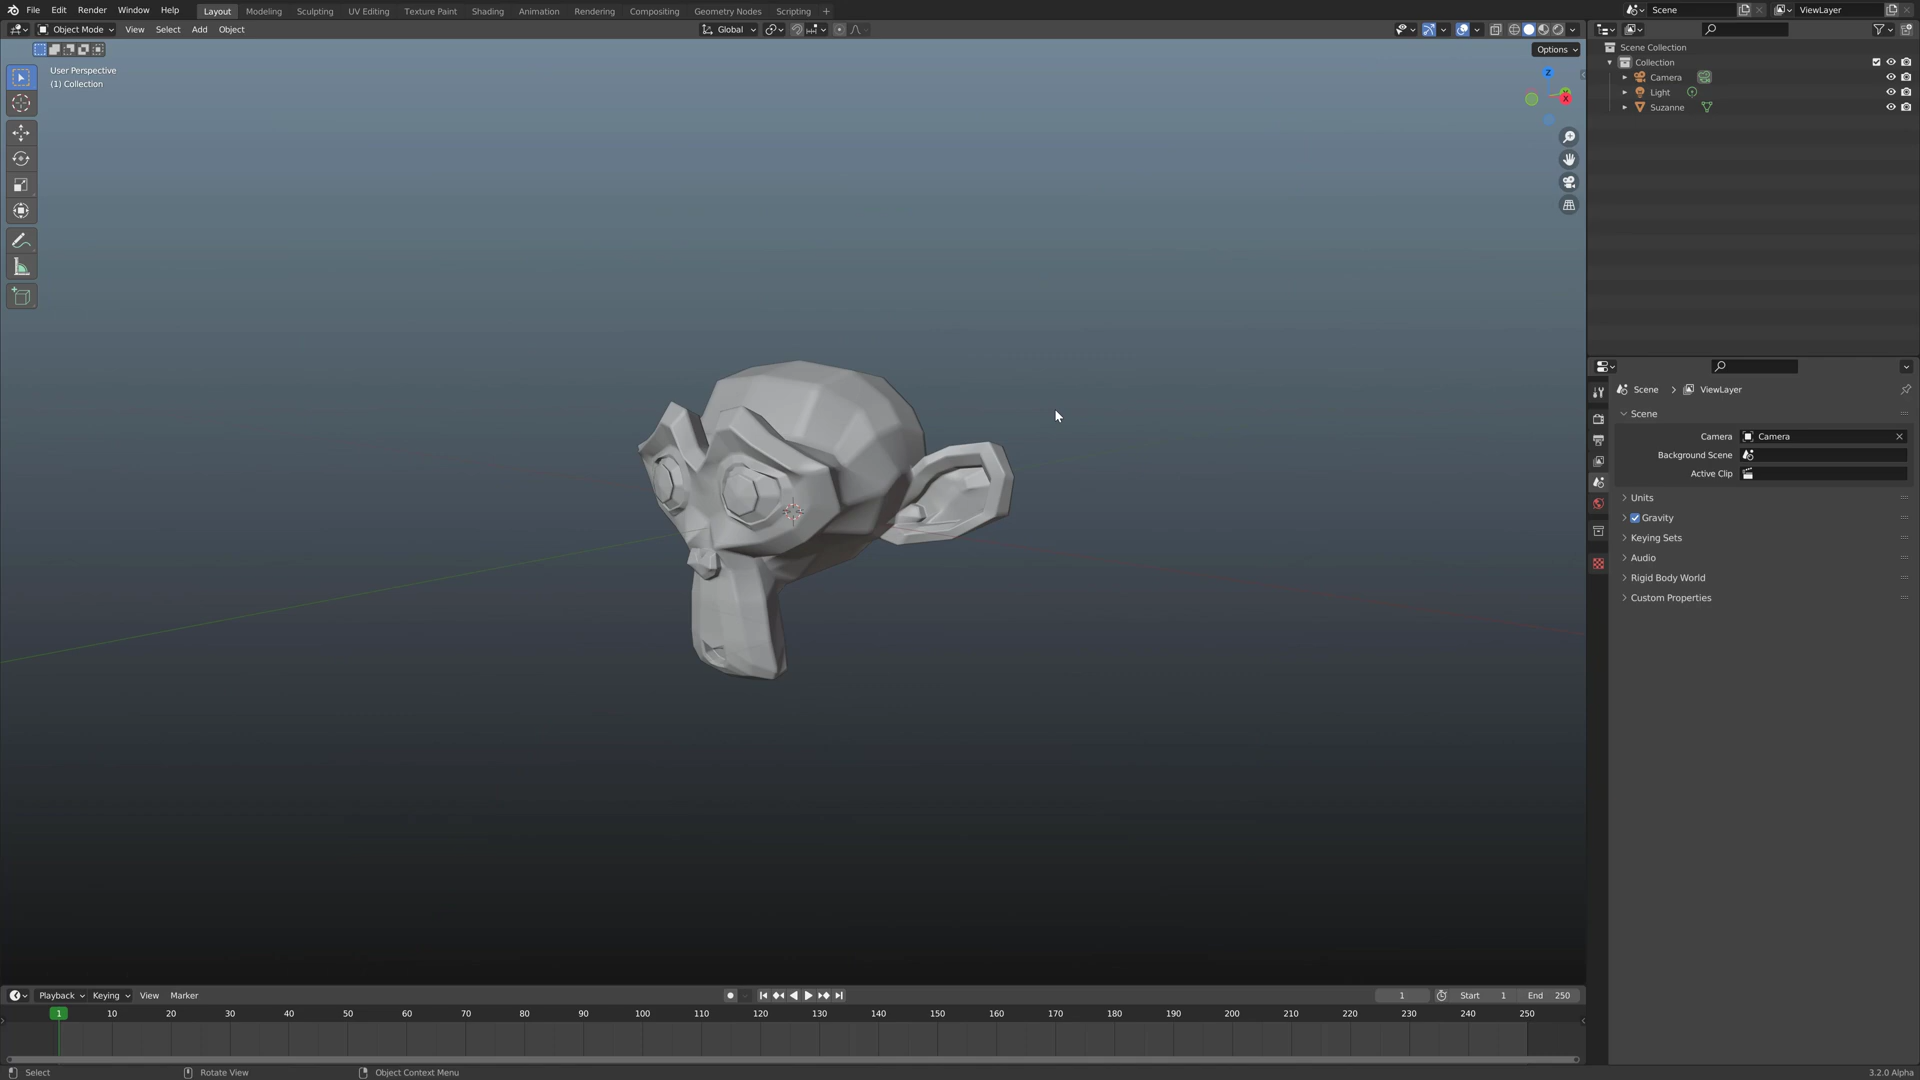 File Edit Render Window Help Layout Modeling Sculpting UV Editing Texture Paint Shading Animation Rendering Compositing Geometry Nodes Scripting + Scene ViewLayer
Object Mode View Select Add Object Global
Options
User Perspective
(1) Collection
Z
Y
X
Scene Collection
Collection
Camera
Light
Suzanne
Scene > ViewLayer
Scene
Camera Camera
Background Scene
Active Clip
Units
Gravity
Keying Sets
Audio
Rigid Body World
Custom Properties
Playback Keying View Marker 1 Start 1 End 250
1 10 20 30 40 50 60 70 80 90 100 110 120 130 140 150 160 170 180 190 200 210 220 230 240 250
Select Rotate View Object Context Menu 3.2.0 Alpha